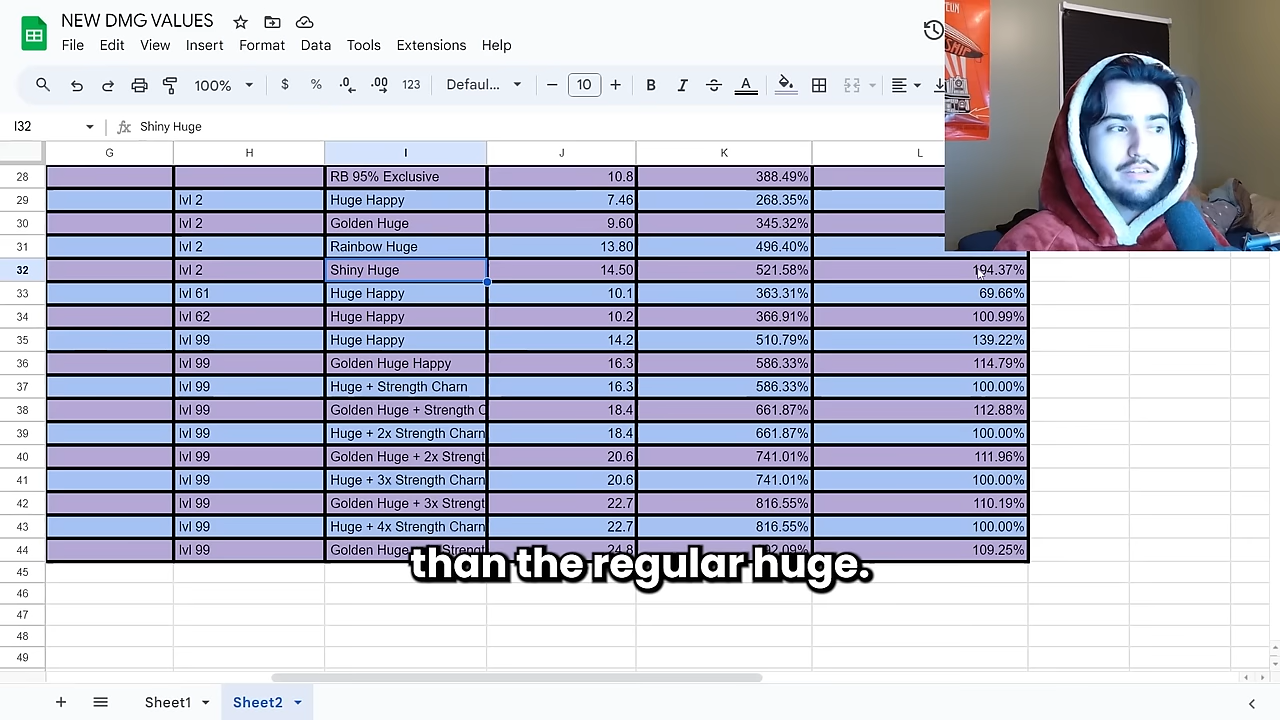 NEW DMG VALUES
File Edit View Insert Format Data Tools Extensions Help
100% $ % .0 .00 123 Defaul... 10 B I S A
I32 fx Shiny Huge
G H I J K L
28 RB 95% Exclusive 10.8 388.49%
29 lvl 2 Huge Happy 7.46 268.35%
30 lvl 2 Golden Huge 9.60 345.32%
31 lvl 2 Rainbow Huge 13.80 496.40%
32 lvl 2 Shiny Huge 14.50 521.58% 194.37%
33 lvl 61 Huge Happy 10.1 363.31% 69.66%
34 lvl 62 Huge Happy 10.2 366.91% 100.99%
35 lvl 99 Huge Happy 14.2 510.79% 139.22%
36 lvl 99 Golden Huge Happy 16.3 586.33% 114.79%
37 lvl 99 Huge + Strength Charn 16.3 586.33% 100.00%
38 lvl 99 Golden Huge + Strength C 18.4 661.87% 112.88%
39 lvl 99 Huge + 2x Strength Charn 18.4 661.87% 100.00%
40 lvl 99 Golden Huge + 2x Strengt 20.6 741.01% 111.96%
41 lvl 99 Huge + 3x Strength Charn 20.6 741.01% 100.00%
42 lvl 99 Golden Huge + 3x Strengt 22.7 816.55% 110.19%
43 lvl 99 Huge + 4x Strength Charn 22.7 816.55% 100.00%
44 lvl 99 Golden Huge 24.8 109.25%
than the regular huge.
45
46
47
48
49
Sheet1 Sheet2